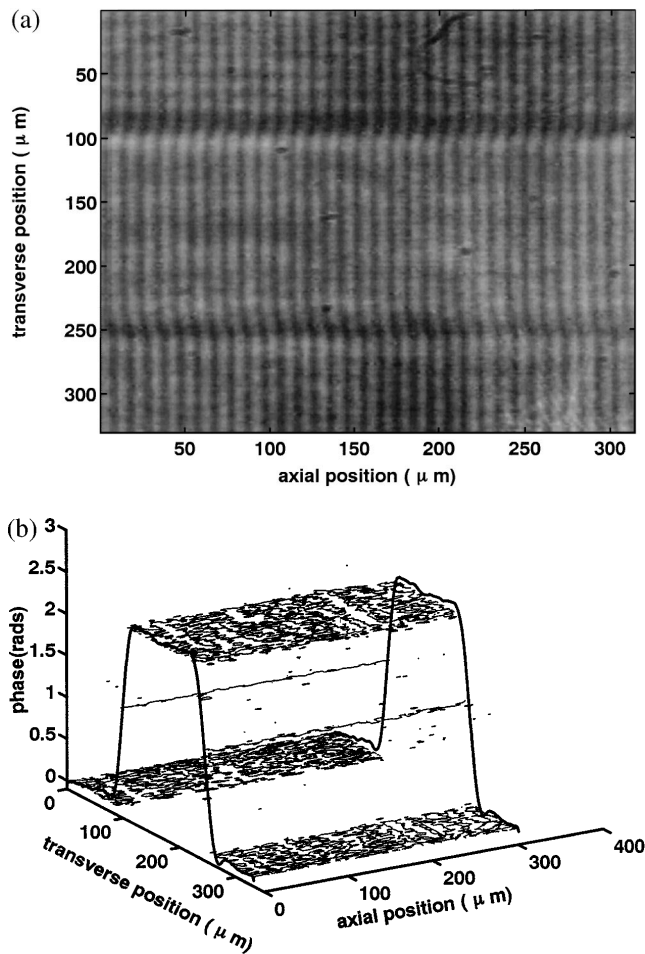 (a)
50
100
150
200
250
300
transverse position ( μ m)
50 100 150 200 250 300
axial position ( μ m)
(b)
3
2.5
2
1.5
1
0.5
0
phase(rads)
0
100
200
300
transverse position ( μ m)
0
100
200
300
400
axial position ( μ m)